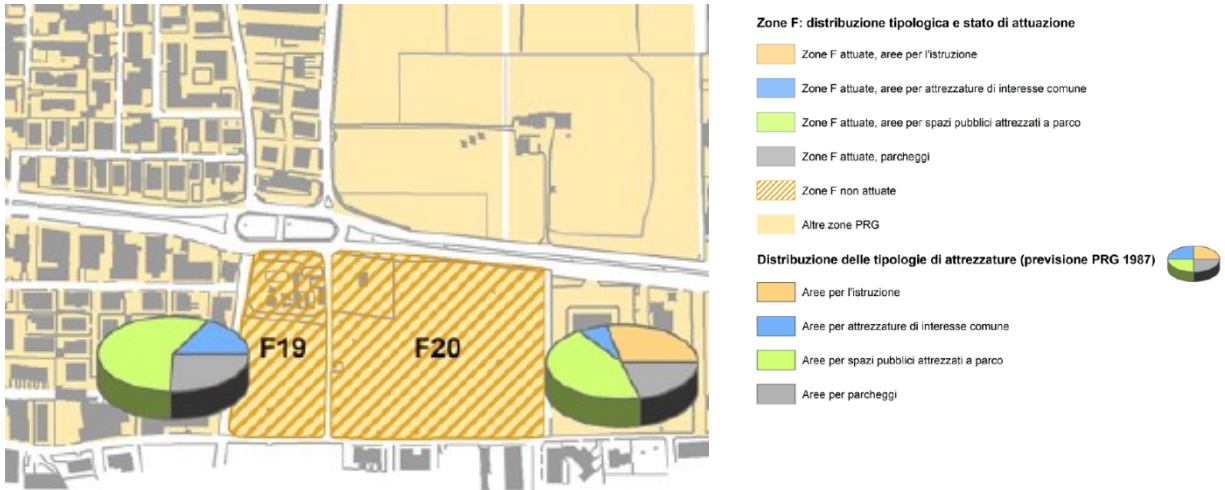 Zone F: distribuzione tipologica e stato di attuazione
Zone F attuate, aree per l'istruzione
Zone F attuate, aree per attrezzature di interesse comune
Zone F attuate, aree per spazi pubblici attrezzati a parco
Zone F attuate, parcheggi
Zone F non attuate
Altre zone PRG
Distribuzione delle tipologie di attrezzature (previsione PRG 1987)
Aree per l'istruzione
Aree per attrezzature di interesse comune
Aree per spazi pubblici attrezzati a parco
Aree per parcheggi
F19
F20